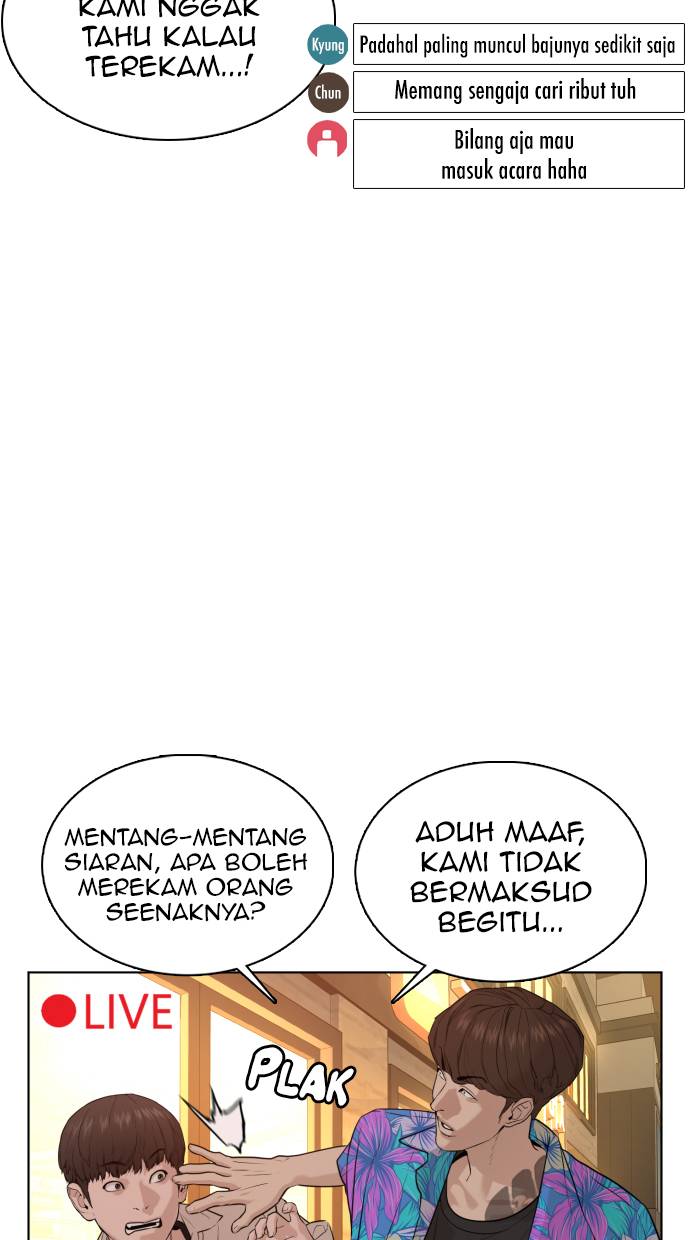 KAMI NGGAK
TAHU KALAU
TEREKAM...!
Kyung
Padahal paling muncul bajunya sedikit saja
Chun
Memang sengaja cari ribut tuh
Bilang aja mau
masuk acara haha
MENTANG-MENTANG
SIARAN, APA BOLEH
MEREKAM ORANG
SEENAKNYA?
ADUH MAAF,
KAMI TIDAK
BERMAKSUD
BEGITU...
LIVE
PLAK